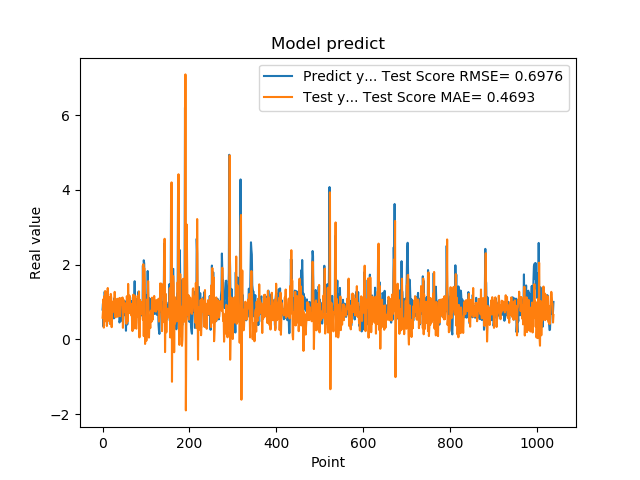 Model predict
Predict y... Test Score RMSE= 0.6976
Test y... Test Score MAE= 0.4693
Real value
6
4
2
0
−2
0 200 400 600 800 1000
Point